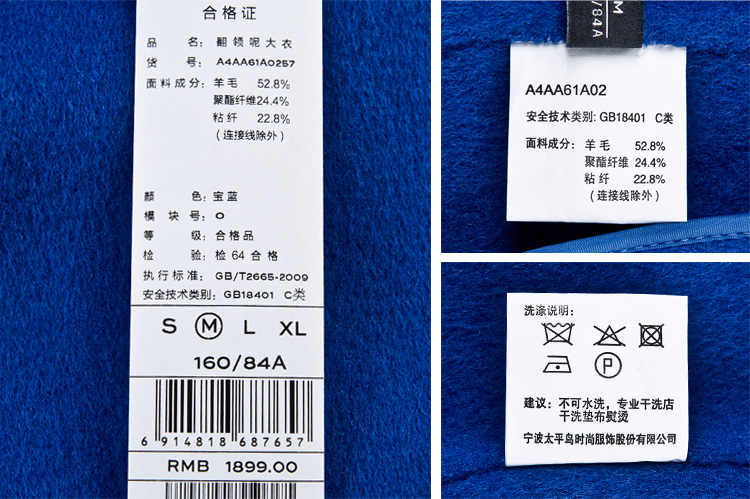 合格证
品 名：翻领呢大衣
货 号：A4AA61A0257
面料成分：羊毛 52.8%
聚酯纤维24.4%
粘纤 22.8%
（连接线除外）
颜 色：宝蓝
模 块 号：O
等 级：合格品
检 验：检 64 合格
执行标准：GB/T2665-2009
安全技术类别：GB18401 C类
S M L XL
160/84A
6 914818 687657
RMB 1899.00
M
/84A
A4AA61A02
安全技术类别: GB18401 C类
面料成分： 羊 毛 52.8%
聚酯纤维 24.4%
粘 纤 22.8%
（连接线除外）
洗涤说明：
P
建议：不可水洗，专业干洗店
干洗垫布熨烫
宁波太平鸟时尚服饰股份有限公司